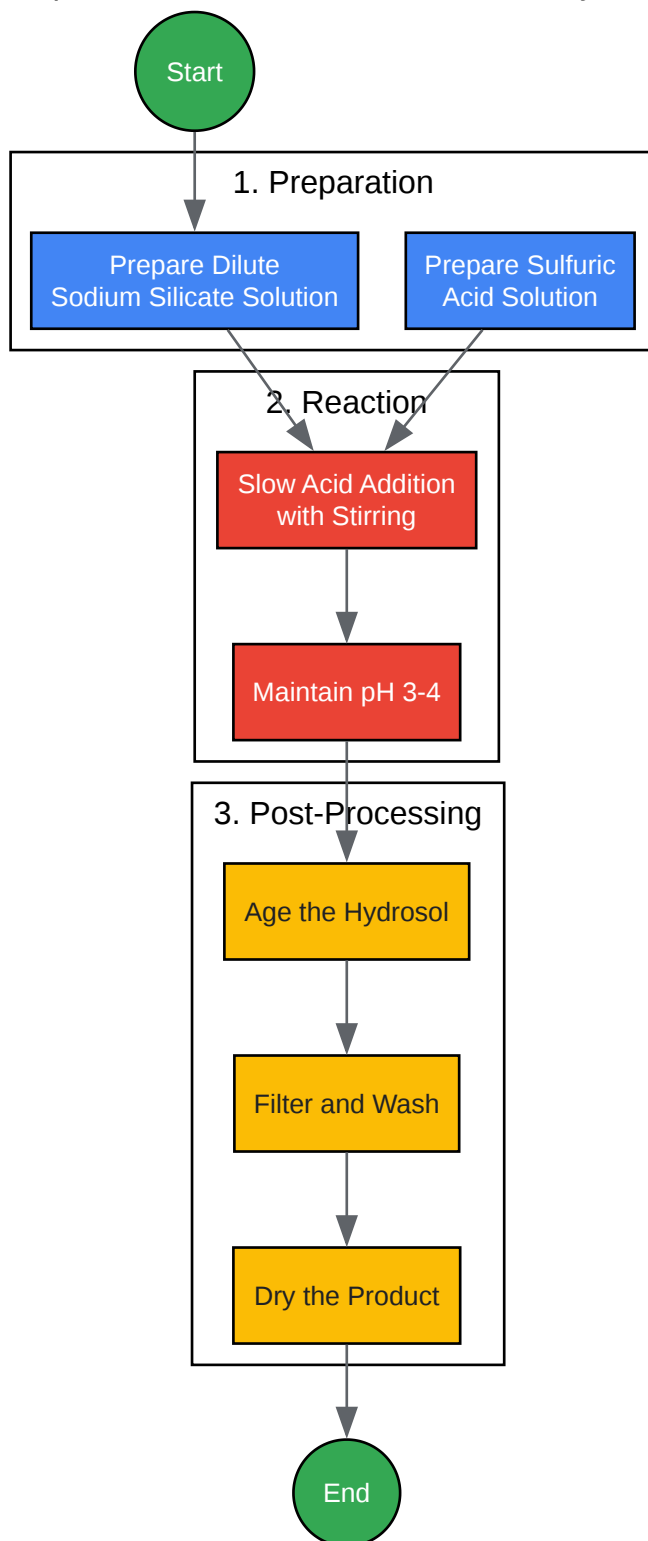 Start
1. Preparation
Prepare Dilute
Sodium Silicate Solution
Prepare Sulfuric
Acid Solution
2. Reaction
Slow Acid Addition
with Stirring
Maintain pH 3-4
3. Post-Processing
Age the Hydrosol
Filter and Wash
Dry the Product
End